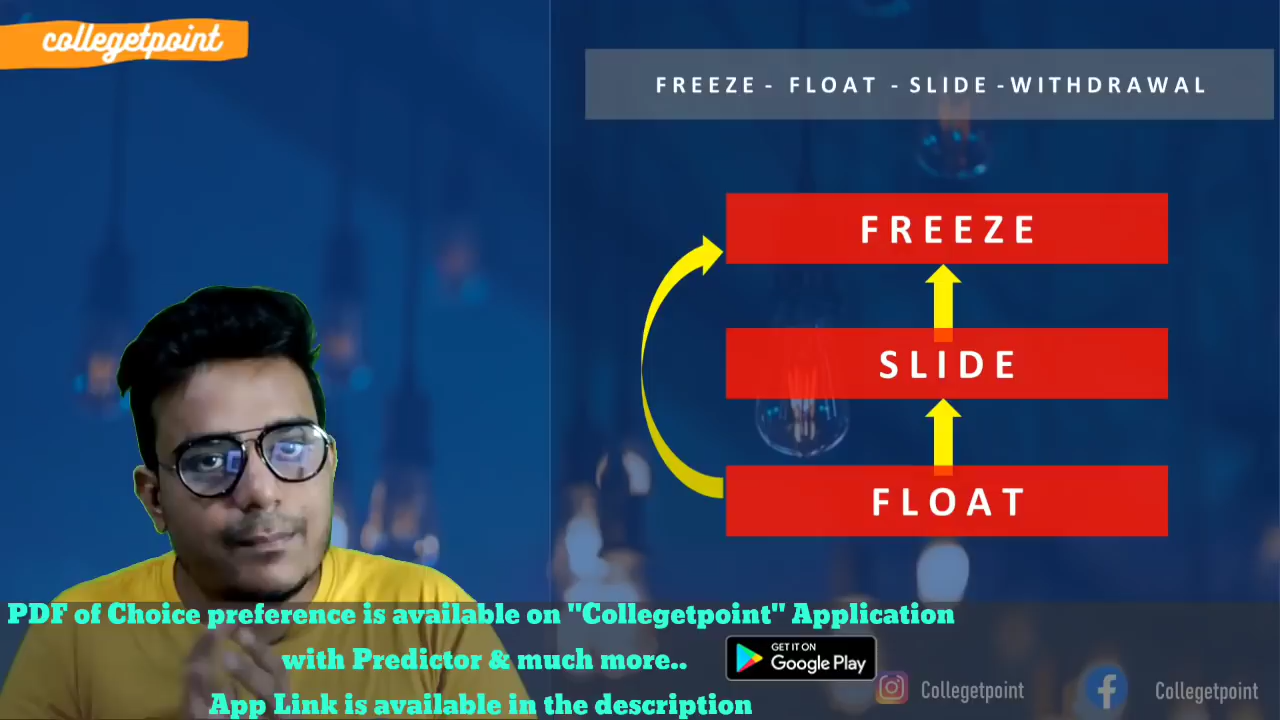 collegetpoint
FREEZE - FLOAT - SLIDE -WITHDRAWAL
FREEZE
SLIDE
FLOAT
PDF of Choice preference is available on "Collegetpoint" Application
with Predictor & much more..
App Link is available in the description
GET IT ON
Google Play
Collegetpoint
Collegetpoint